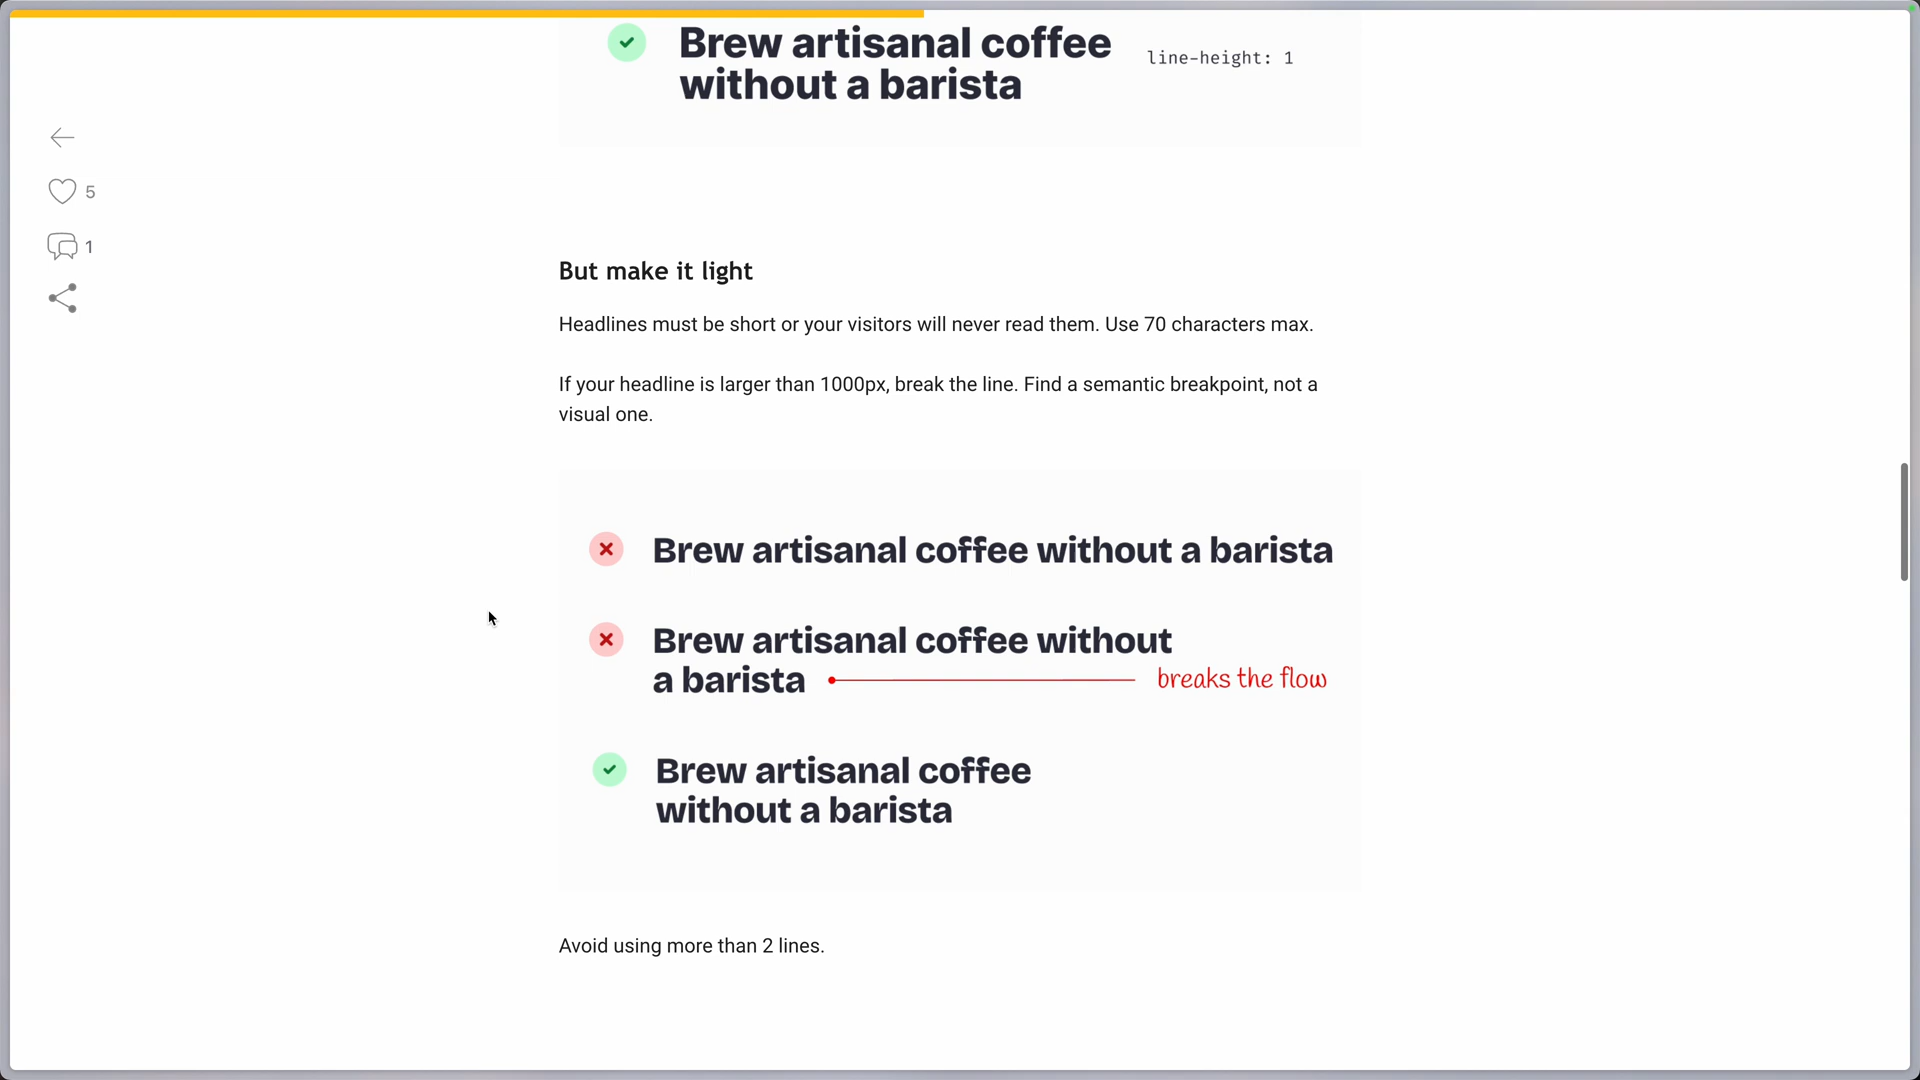 Brew artisanal coffee
without a barista
line-height: 1
5
1
But make it light
Headlines must be short or your visitors will never read them. Use 70 characters max.
If your headline is larger than 1000px, break the line. Find a semantic breakpoint, not a
visual one.
Brew artisanal coffee without a barista
Brew artisanal coffee without
a barista
breaks the flow
Brew artisanal coffee
without a barista
Avoid using more than 2 lines.